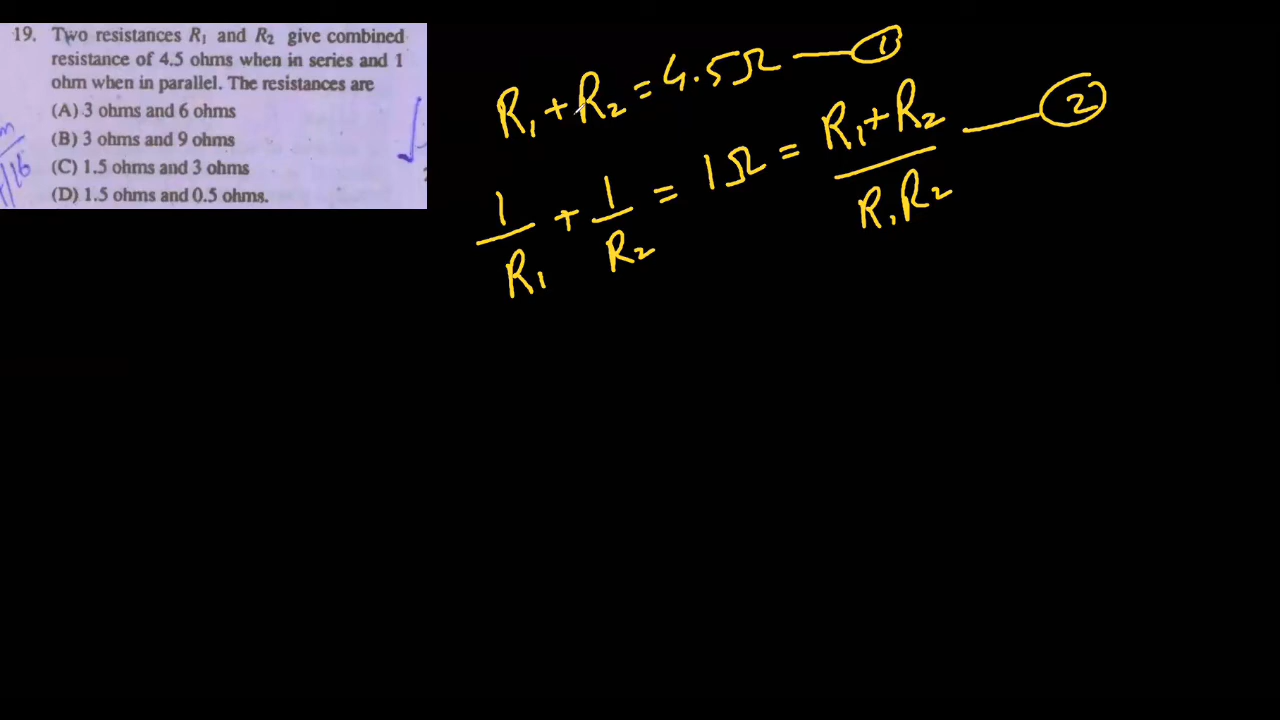 19. Two resistances R₁ and R₂ give combined
resistance of 4.5 ohms when in series and 1
ohm when in parallel. The resistances are
(A) 3 ohms and 6 ohms
(B) 3 ohms and 9 ohms
(C) 1.5 ohms and 3 ohms
(D) 1.5 ohms and 0.5 ohms.
R₁ + R₂ = 4.5Ω — ①
1/R₁ + 1/R₂ = 1Ω = (R₁+R₂)/(R₁R₂) — ②